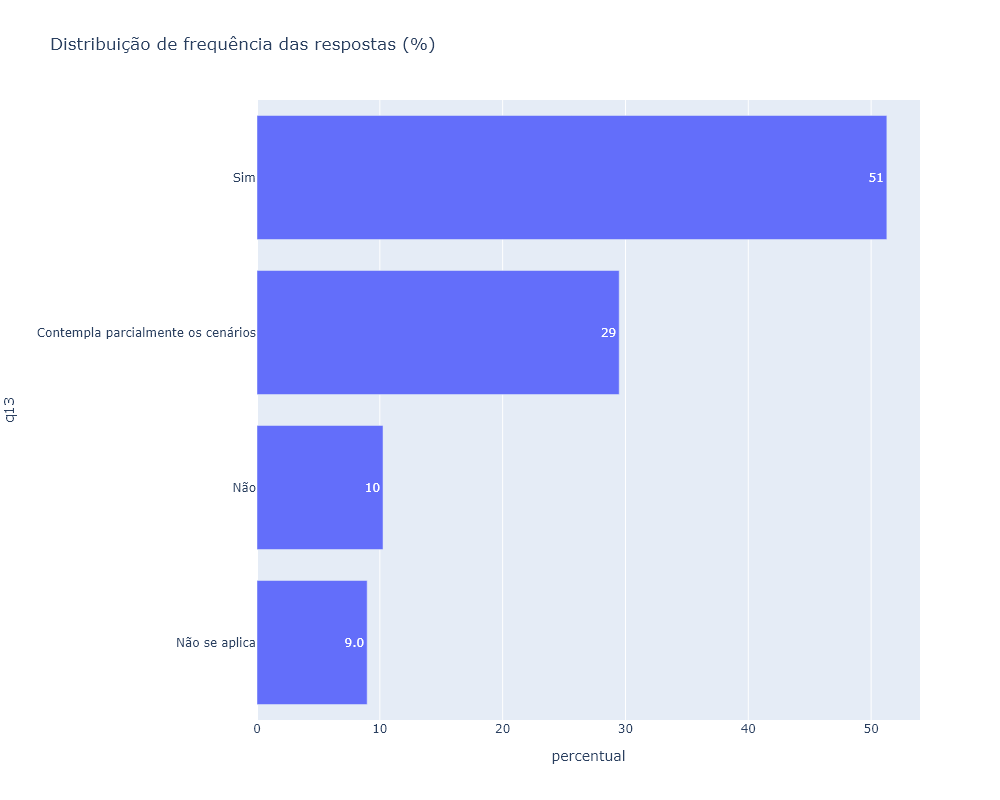 Distribuição de frequência das respostas (%)
Sim
51
Contempla parcialmente os cenários
29
q13
Não
10
Não se aplica
9.0
0 10 20 30 40 50
percentual